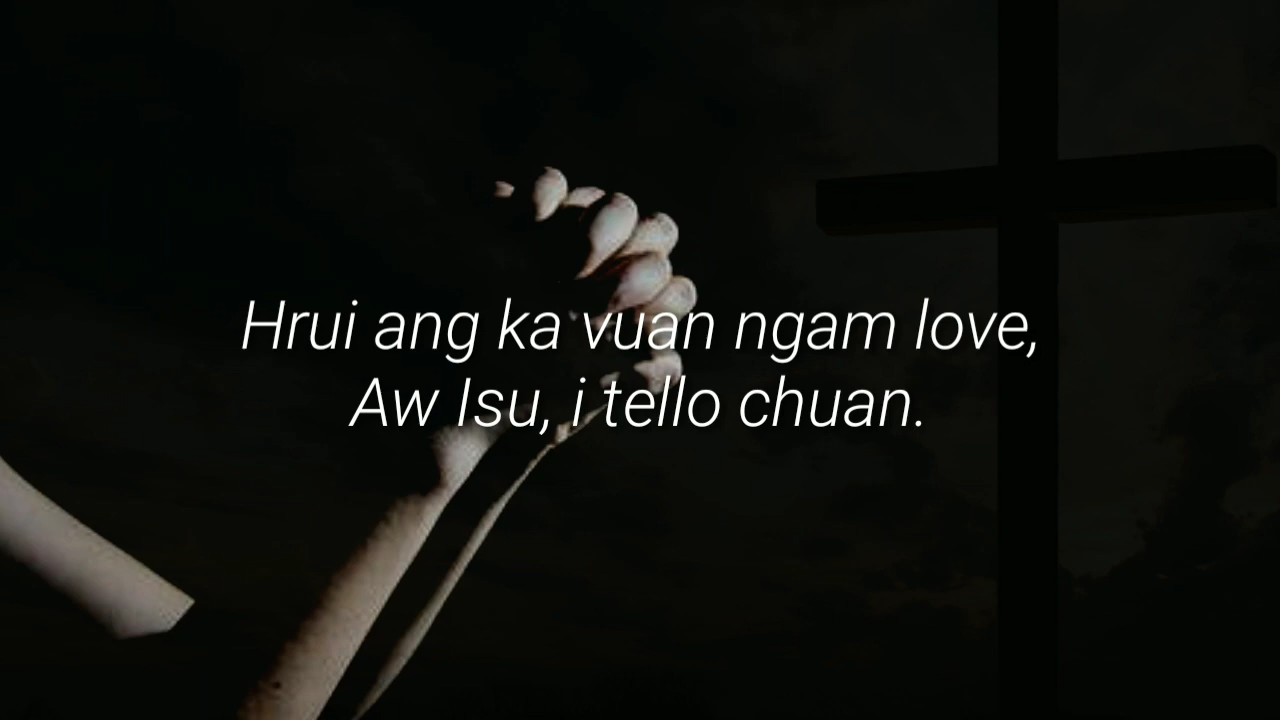 Hrui ang ka vuan ngam love,
Aw Isu, i tello chuan.